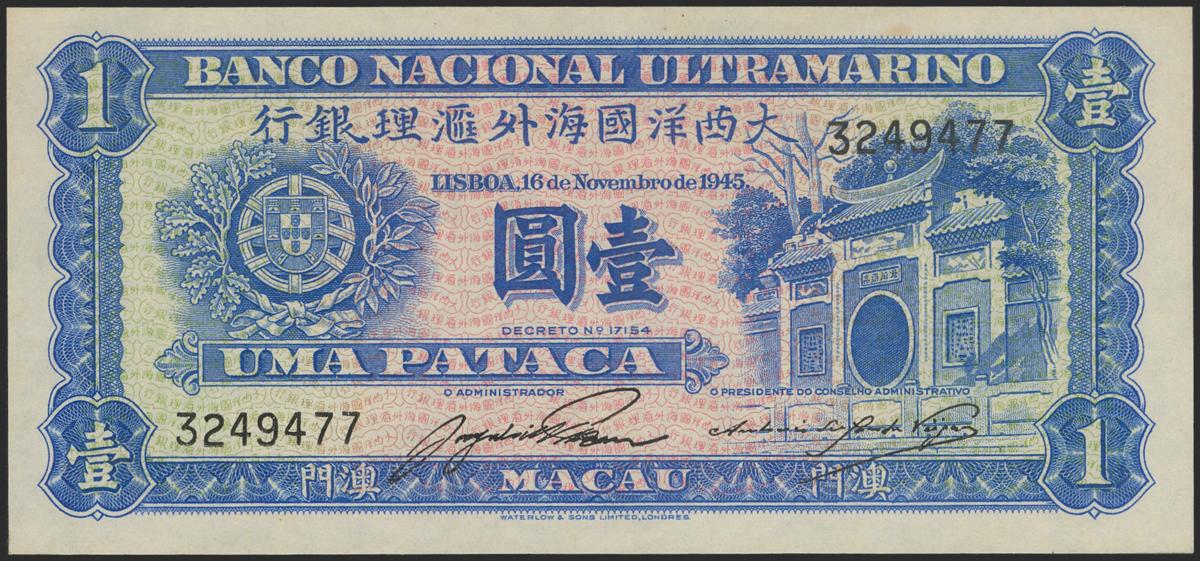 1
BANCO NACIONAL ULTRAMARINO
壹
行銀理滙外海國洋西大
3249477
LISBOA, 16 de Novembro de 1945.
圓壹
DECRETO Nº 17154
UMA PATACA
O ADMINISTRADOR
O PRESIDENTE DO CONSELHO ADMINISTRATIVO
3249477
壹
門澳
MACAU
門澳
1
WATERLOW & SONS LIMITED, LONDRES.